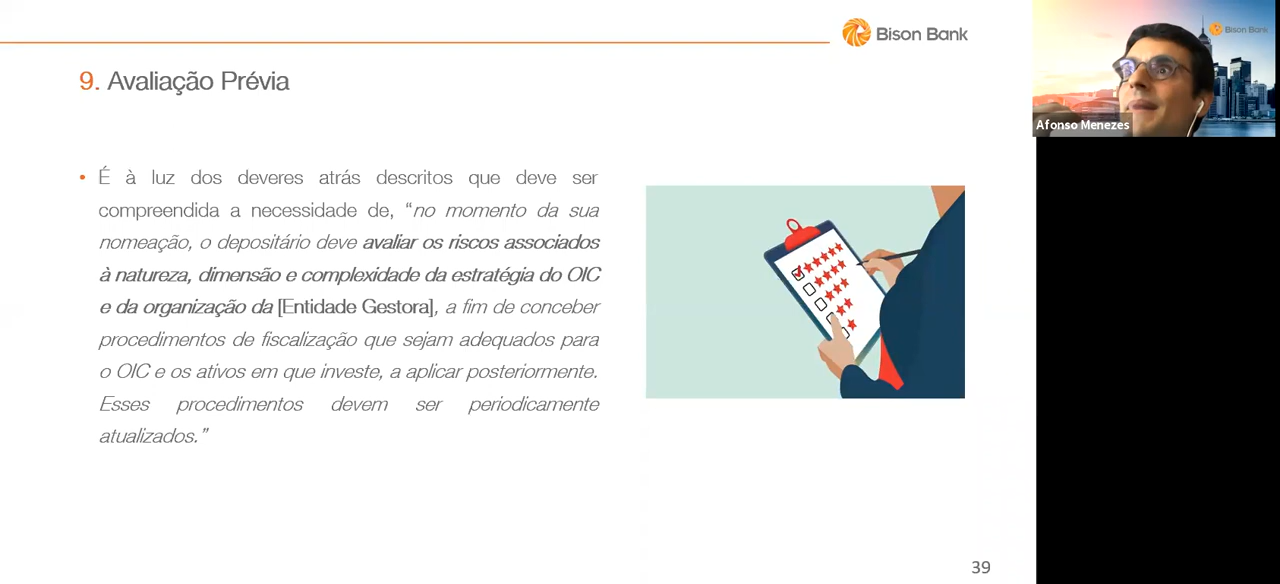 Bison Bank
9. Avaliação Prévia
• É à luz dos deveres atrás descritos que deve ser
compreendida a necessidade de, “no momento da sua
nomeação, o depositário deve avaliar os riscos associados
à natureza, dimensão e complexidade da estratégia do OIC
e da organização da [Entidade Gestora], a fim de conceber
procedimentos de fiscalização que sejam adequados para
o OIC e os ativos em que investe, a aplicar posteriormente.
Esses procedimentos devem ser periodicamente
atualizados.”
39
Bison Bank
Afonso Menezes